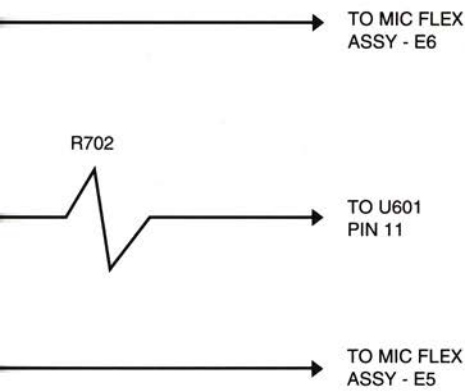 TO MIC FLEX
ASSY - E6
R702
TO U601
PIN 11
TO MIC FLEX
ASSY - E5